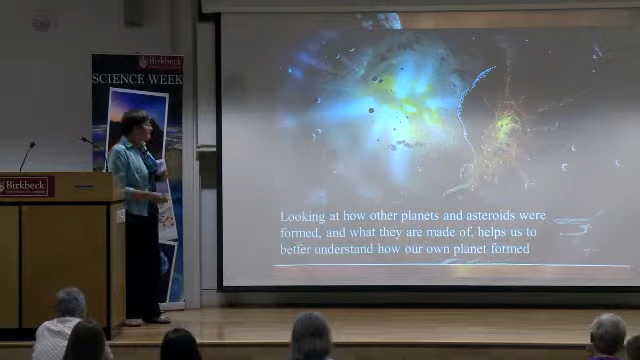 Birkbeck
SCIENCE WEEK
Birkbeck
Looking at how other planets and asteroids were
formed, and what they are made of, helps us to
better understand how our own planet formed